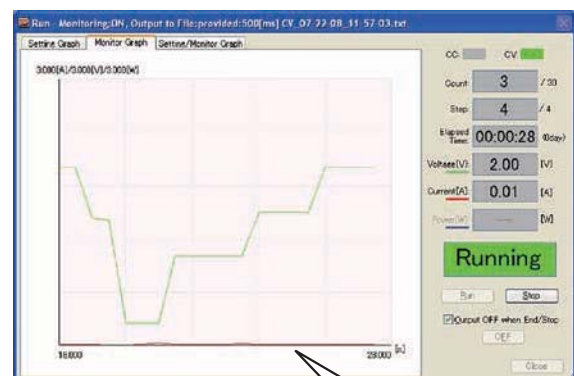 Run - Monitoring:ON, Output to File:provided:500[ms] CV_07-22-08_11-57-03.txt
Setting Graph Monitor Graph Setting/Monitor Graph
3.000[A]/3.000[V]/3.000[W]
18.000
28.000 [s]
CC: CV:
Count: 3 / 30
Step: 4 / 4
Elapsed Time: 00:00:28 (0day)
Voltage[V]: 2.00 [V]
Current[A]: 0.01 [A]
Power[W]: ---- [W]
Running
Run Stop
Output OFF when End/Stop
OFF
Close